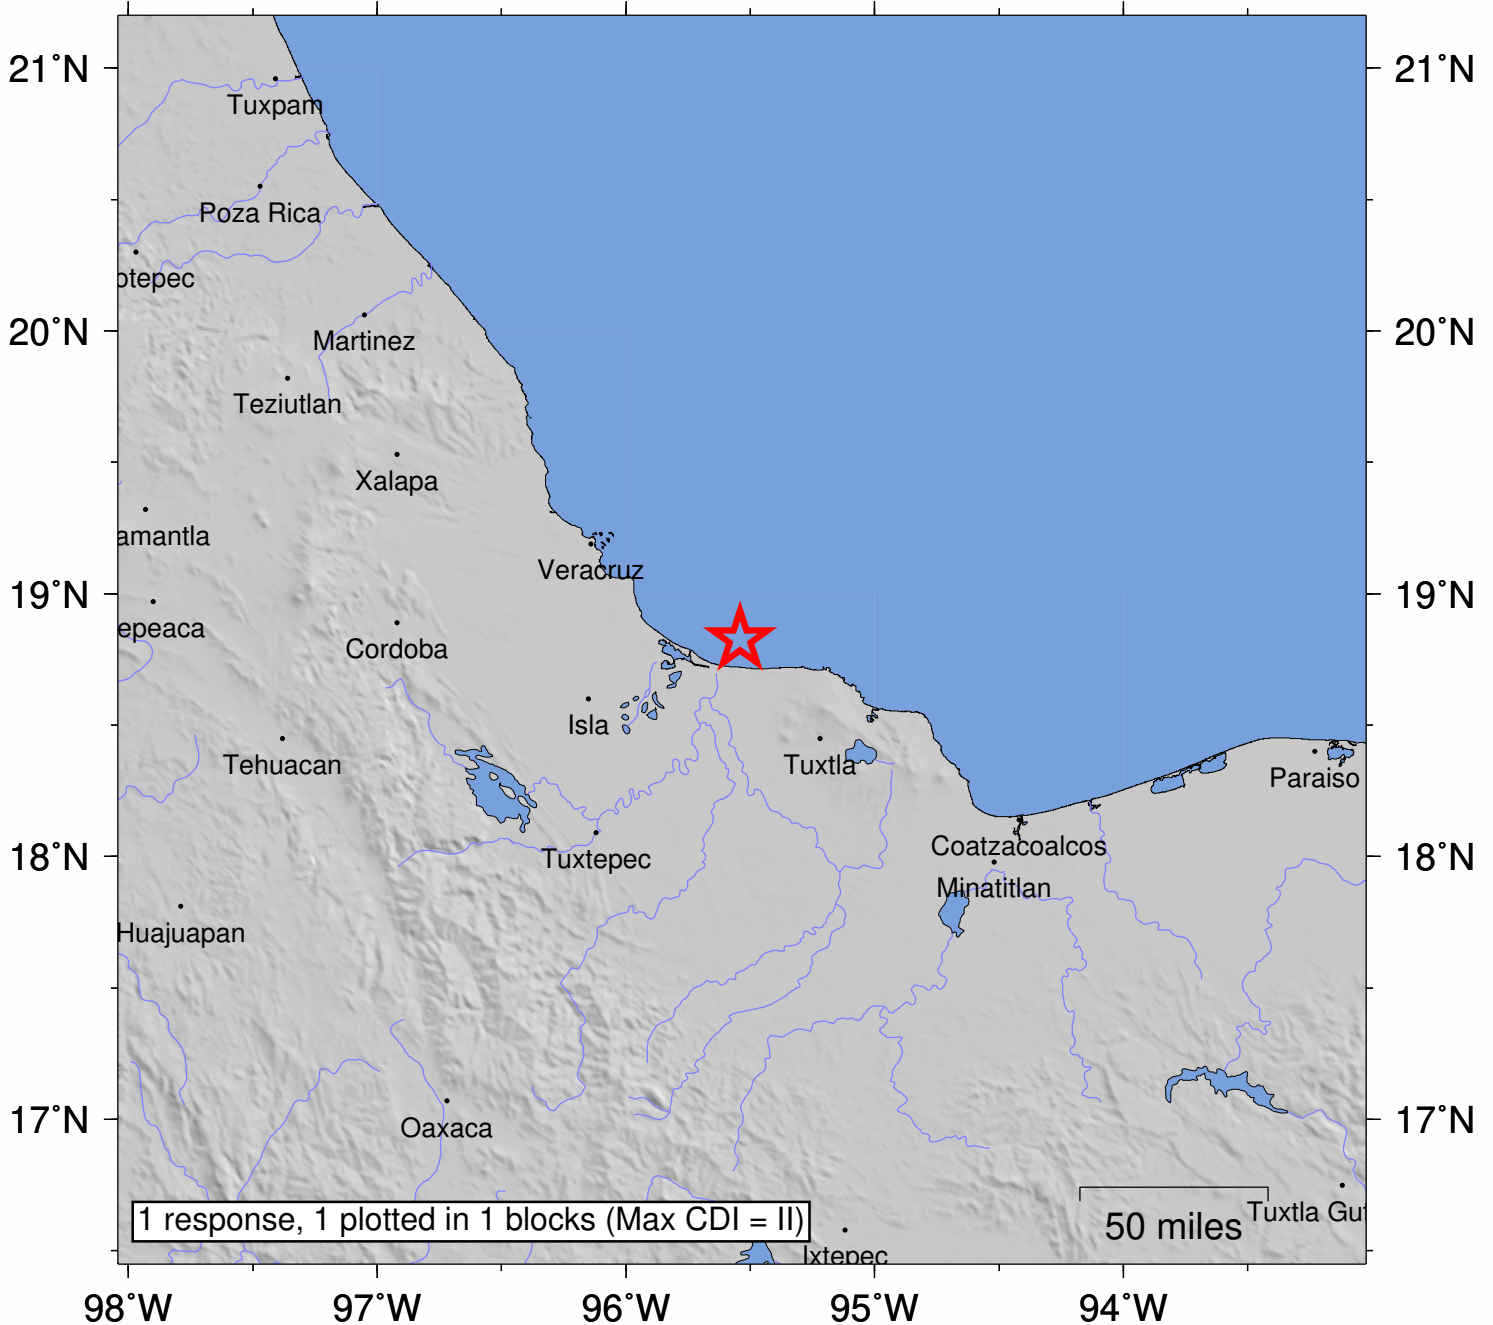 21°N
21°N
Tuxpam
Poza Rica
otepec
20°N
20°N
Martinez
Teziutlan
Xalapa
amantla
Veracruz
19°N
19°N
epeaca
Cordoba
Isla
Tehuacan
Tuxtla
Paraiso
Coatzacoalcos
18°N
18°N
Tuxtepec
Minatitlan
Huajuapan
17°N
17°N
Oaxaca
1 response, 1 plotted in 1 blocks (Max CDI = II)
50 miles
Tuxtla Gut
Ixtepec
98°W
97°W
96°W
95°W
94°W